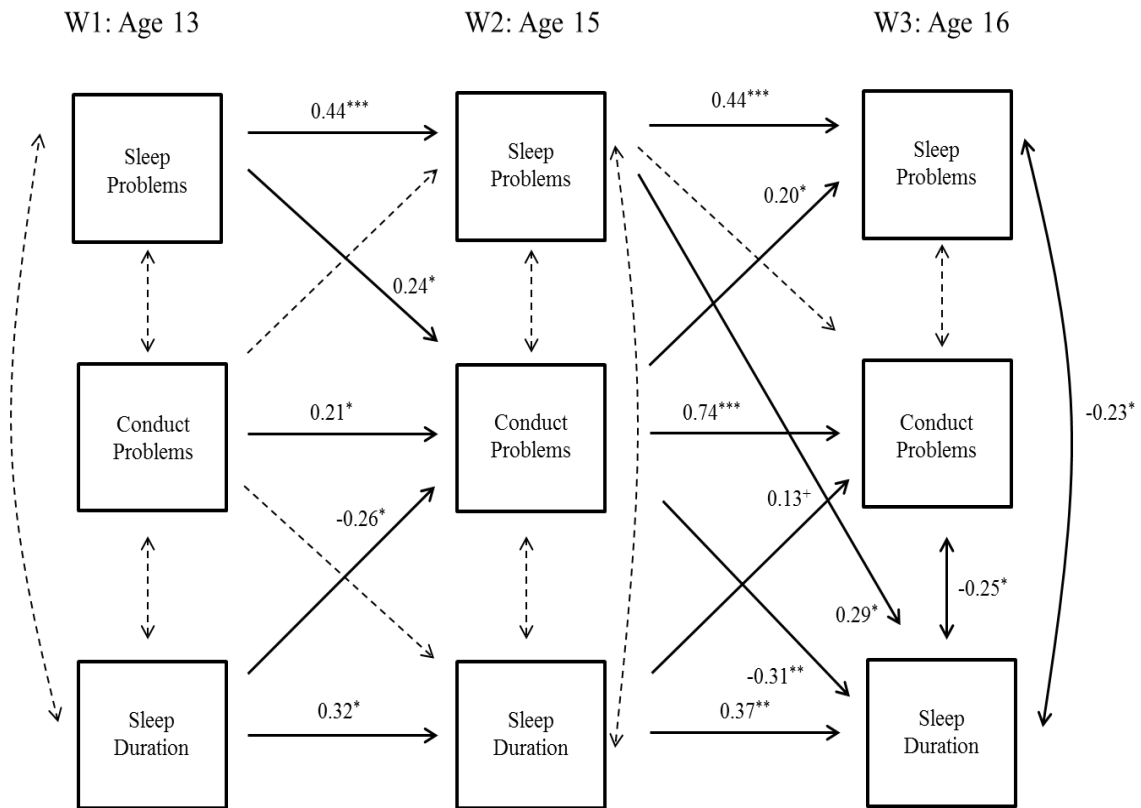 W1: Age 13 W2: Age 15 W3: Age 16
0.44*** 0.44***
Sleep Problems
Sleep Problems
Sleep Problems
0.20*
0.24*
Conduct Problems
0.21*
Conduct Problems
0.74***
Conduct Problems
-0.23*
-0.26*
0.13+
0.29*
-0.25*
-0.31**
Sleep Duration
0.32*
Sleep Duration
0.37**
Sleep Duration